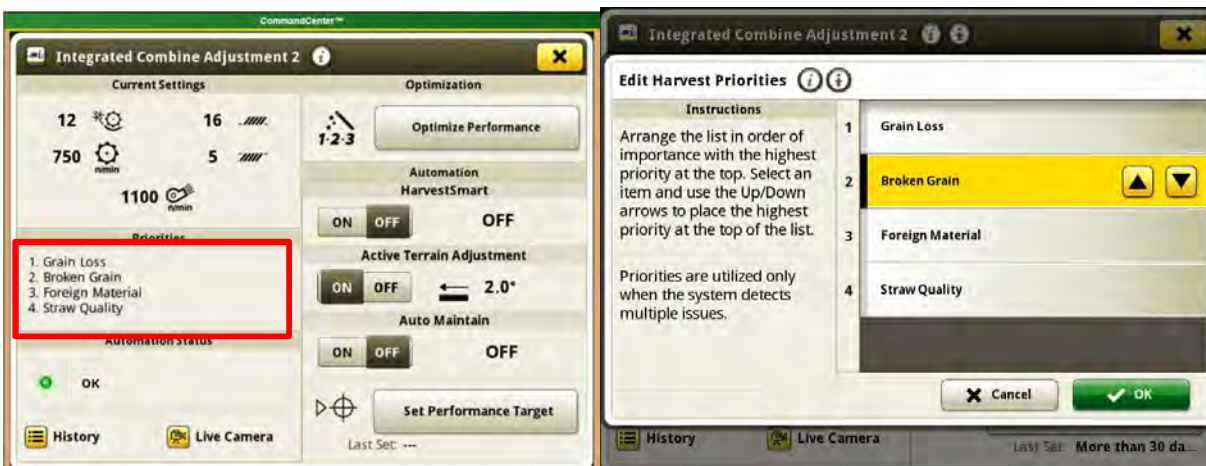 CommandCenter™
Integrated Combine Adjustment 2
Current Settings
12
16
750
n/min
5
1100
n/min
Priorities
1. Grain Loss
2. Broken Grain
3. Foreign Material
4. Straw Quality
Automation Status
OK
History
Live Camera
Optimization
1·2·3
Optimize Performance
Automation
HarvestSmart
ON OFF OFF
Active Terrain Adjustment
ON OFF 2.0°
Auto Maintain
ON OFF OFF
Set Performance Target
Last Set: ---
Integrated Combine Adjustment 2
Edit Harvest Priorities
Instructions
Arrange the list in order of
importance with the highest
priority at the top. Select an
item and use the Up/Down
arrows to place the highest
priority at the top of the list.
Priorities are utilized only
when the system detects
multiple issues.
1 Grain Loss
2 Broken Grain
3 Foreign Material
4 Straw Quality
Cancel
OK
History
Live Camera
Last Set: More than 30 da...